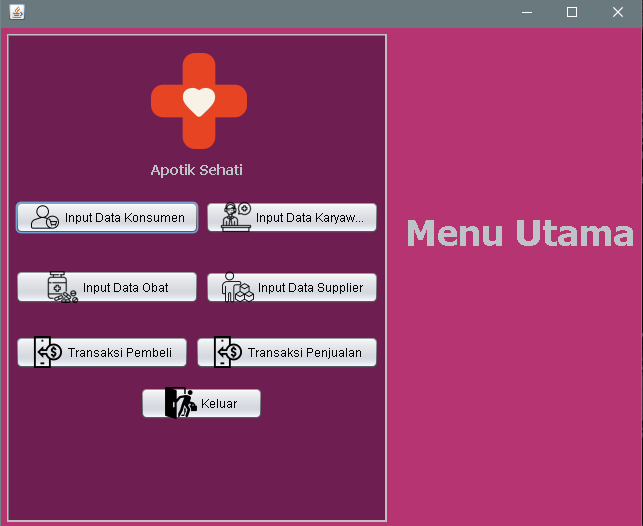 Apotik Sehati
Input Data Konsumen
Input Data Karyaw...
Menu Utama
Input Data Obat
Input Data Supplier
Transaksi Pembeli
Transaksi Penjualan
Keluar